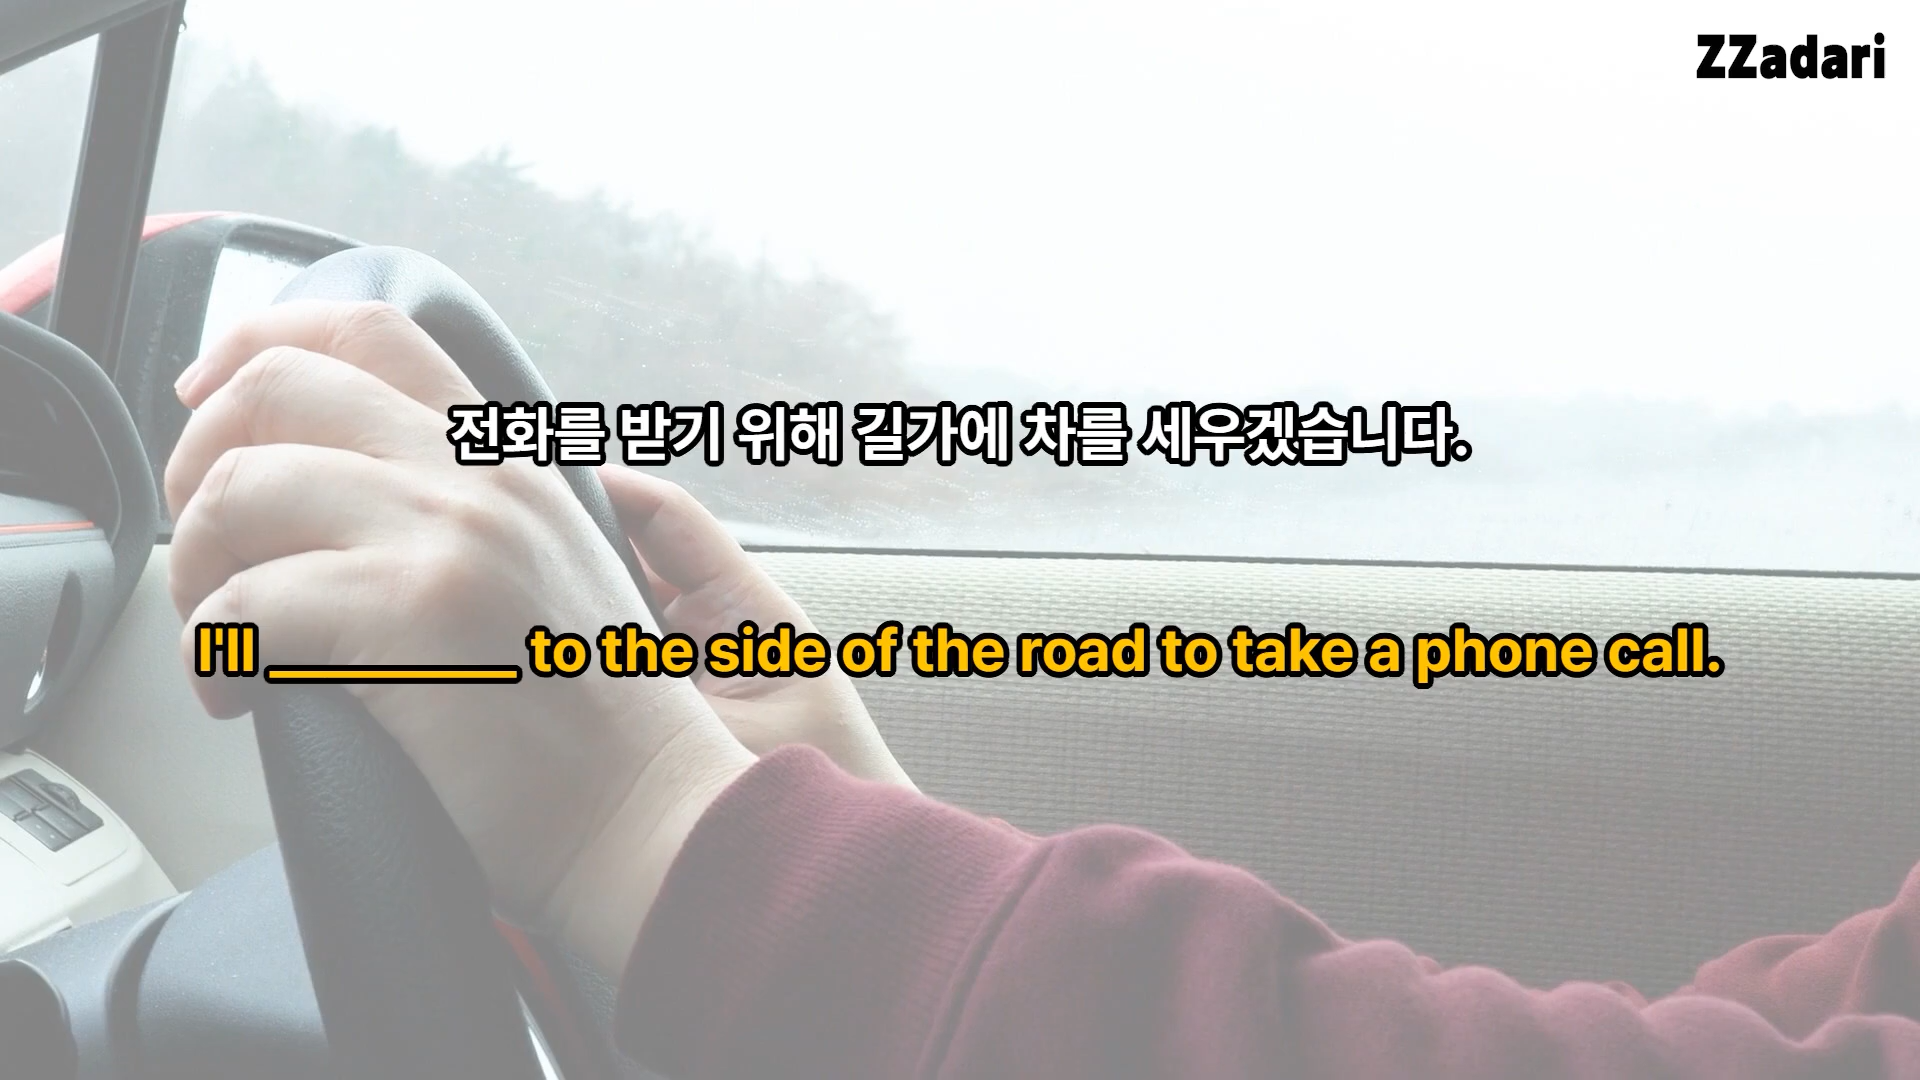 ZZadari
전화를 받기 위해 길가에 차를 세우겠습니다.
I'll ________ to the side of the road to take a phone call.